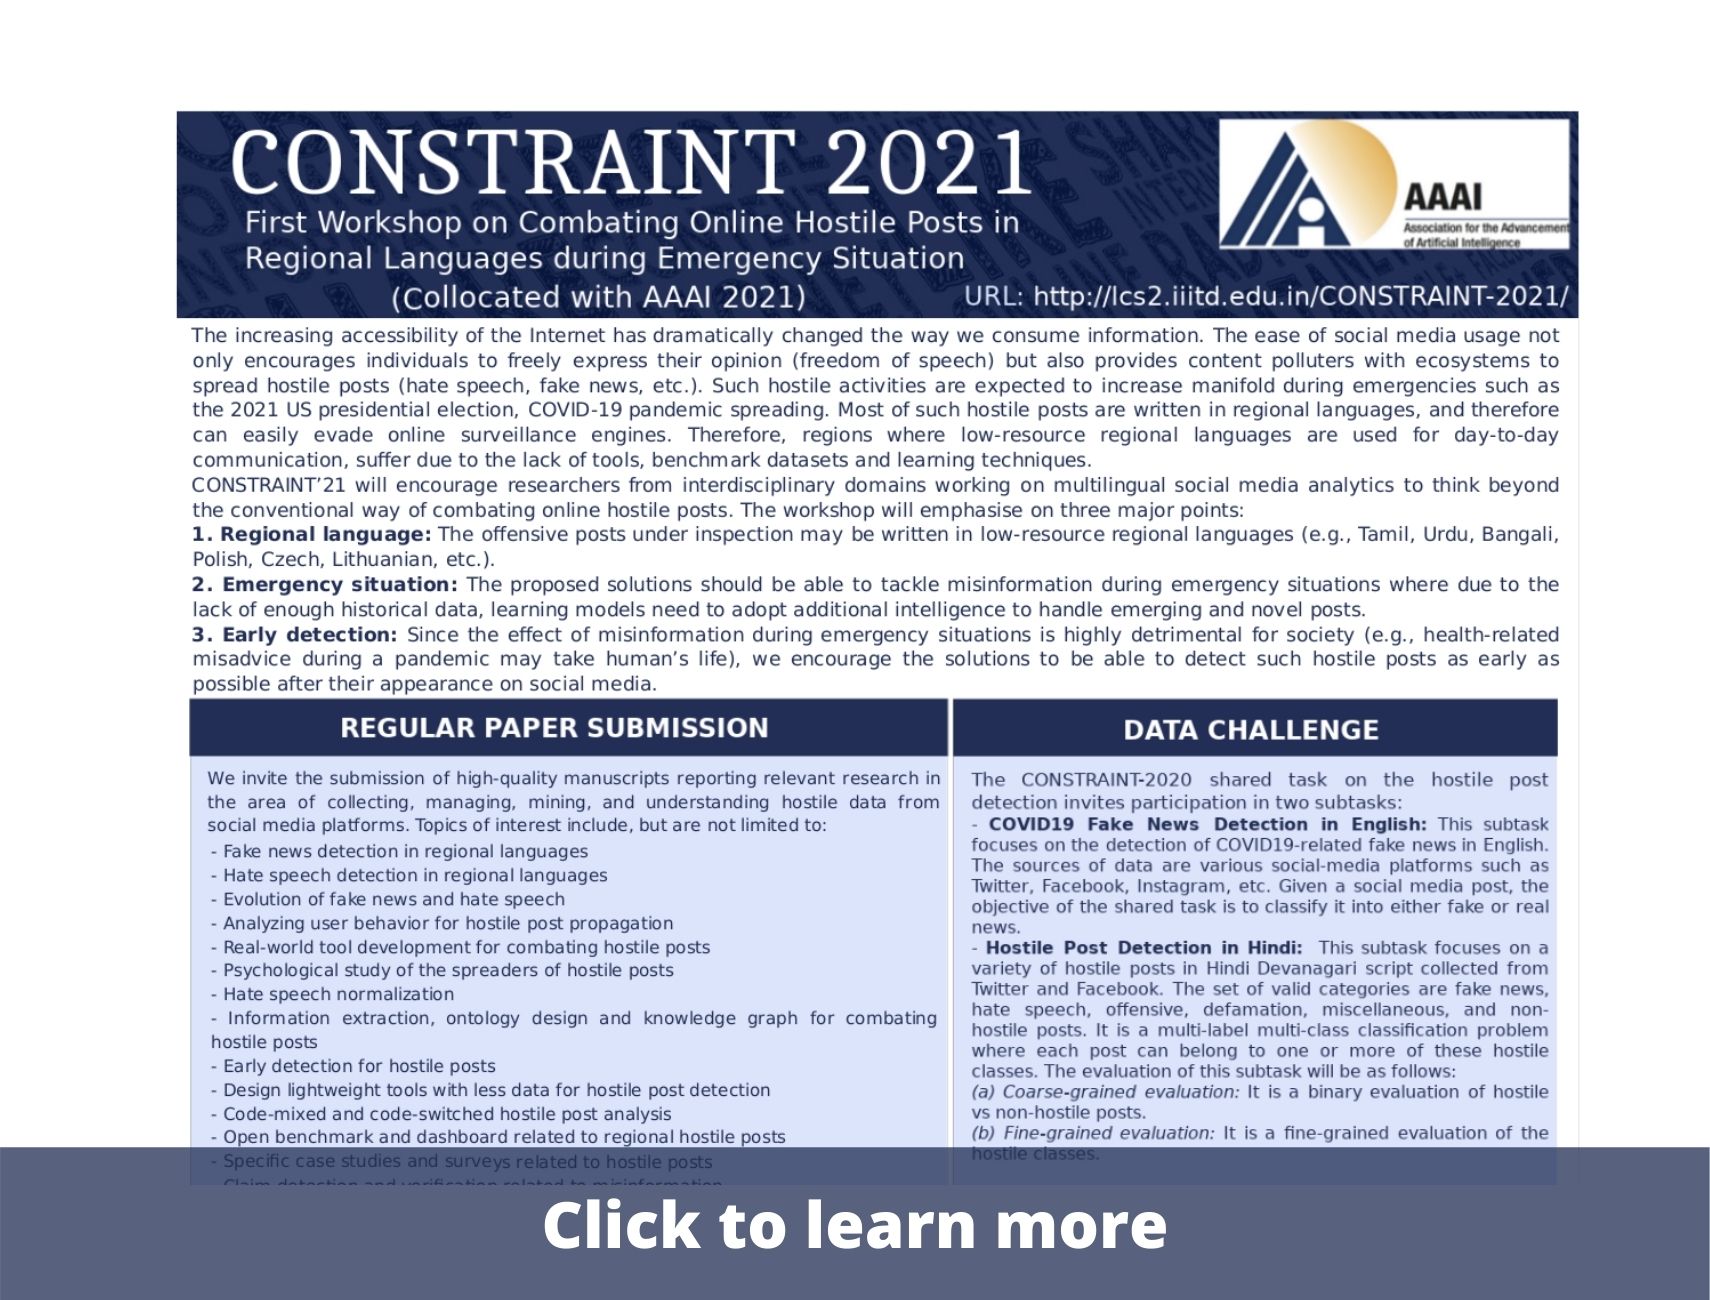 CONSTRAINT 2021
First Workshop on Combating Online Hostile Posts in
Regional Languages during Emergency Situation
(Collocated with AAAI 2021)
AAAI
Association for the Advancement
of Artificial Intelligence
URL: http://lcs2.iiitd.edu.in/CONSTRAINT-2021/
The increasing accessibility of the Internet has dramatically changed the way we consume information. The ease of social media usage not
only encourages individuals to freely express their opinion (freedom of speech) but also provides content polluters with ecosystems to
spread hostile posts (hate speech, fake news, etc.). Such hostile activities are expected to increase manifold during emergencies such as
the 2021 US presidential election, COVID-19 pandemic spreading. Most of such hostile posts are written in regional languages, and therefore
can easily evade online surveillance engines. Therefore, regions where low-resource regional languages are used for day-to-day
communication, suffer due to the lack of tools, benchmark datasets and learning techniques.
CONSTRAINT’21 will encourage researchers from interdisciplinary domains working on multilingual social media analytics to think beyond
the conventional way of combating online hostile posts. The workshop will emphasise on three major points:
1. Regional language: The offensive posts under inspection may be written in low-resource regional languages (e.g., Tamil, Urdu, Bangali,
Polish, Czech, Lithuanian, etc.).
2. Emergency situation: The proposed solutions should be able to tackle misinformation during emergency situations where due to the
lack of enough historical data, learning models need to adopt additional intelligence to handle emerging and novel posts.
3. Early detection: Since the effect of misinformation during emergency situations is highly detrimental for society (e.g., health-related
misadvice during a pandemic may take human’s life), we encourage the solutions to be able to detect such hostile posts as early as
possible after their appearance on social media.
REGULAR PAPER SUBMISSION
We invite the submission of high-quality manuscripts reporting relevant research in
the area of collecting, managing, mining, and understanding hostile data from
social media platforms. Topics of interest include, but are not limited to:
- Fake news detection in regional languages
- Hate speech detection in regional languages
- Evolution of fake news and hate speech
- Analyzing user behavior for hostile post propagation
- Real-world tool development for combating hostile posts
- Psychological study of the spreaders of hostile posts
- Hate speech normalization
- Information extraction, ontology design and knowledge graph for combating
hostile posts
- Early detection for hostile posts
- Design lightweight tools with less data for hostile post detection
- Code-mixed and code-switched hostile post analysis
- Open benchmark and dashboard related to regional hostile posts
- Specific case studies and surveys related to hostile posts
- Claim detection and verification related to misinformation
DATA CHALLENGE
The CONSTRAINT-2020 shared task on the hostile post
detection invites participation in two subtasks:
- COVID19 Fake News Detection in English: This subtask
focuses on the detection of COVID19-related fake news in English.
The sources of data are various social-media platforms such as
Twitter, Facebook, Instagram, etc. Given a social media post, the
objective of the shared task is to classify it into either fake or real
news.
- Hostile Post Detection in Hindi: This subtask focuses on a
variety of hostile posts in Hindi Devanagari script collected from
Twitter and Facebook. The set of valid categories are fake news,
hate speech, offensive, defamation, miscellaneous, and non-
hostile posts. It is a multi-label multi-class classification problem
where each post can belong to one or more of these hostile
classes. The evaluation of this subtask will be as follows:
(a) Coarse-grained evaluation: It is a binary evaluation of hostile
vs non-hostile posts.
(b) Fine-grained evaluation: It is a fine-grained evaluation of the
hostile classes.
Click to learn more